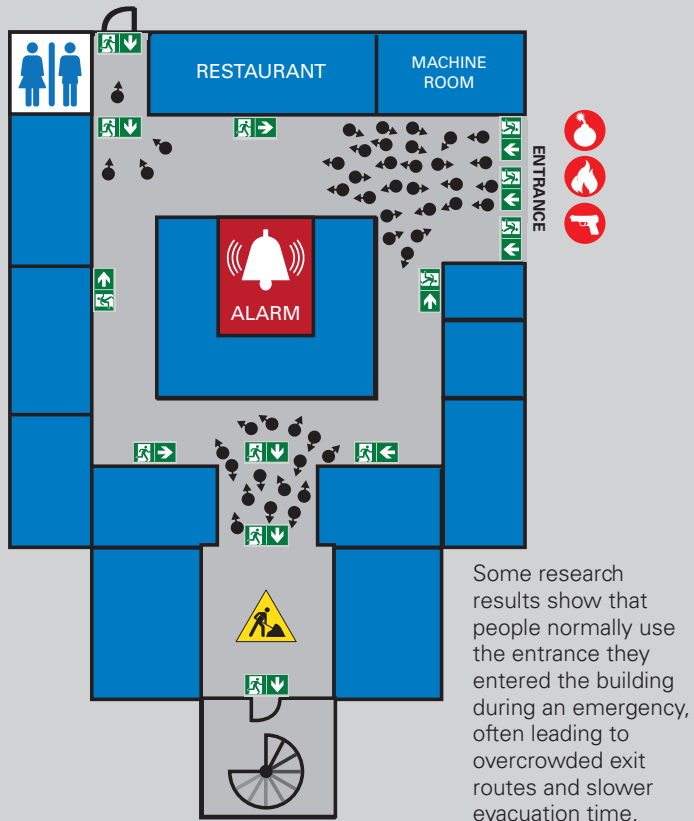 RESTAURANT
MACHINE
ROOM
ENTRANCE
ALARM
Some research
results show that
people normally use
the entrance they
entered the building
during an emergency,
often leading to
overcrowded exit
routes and slower
evacuation time.